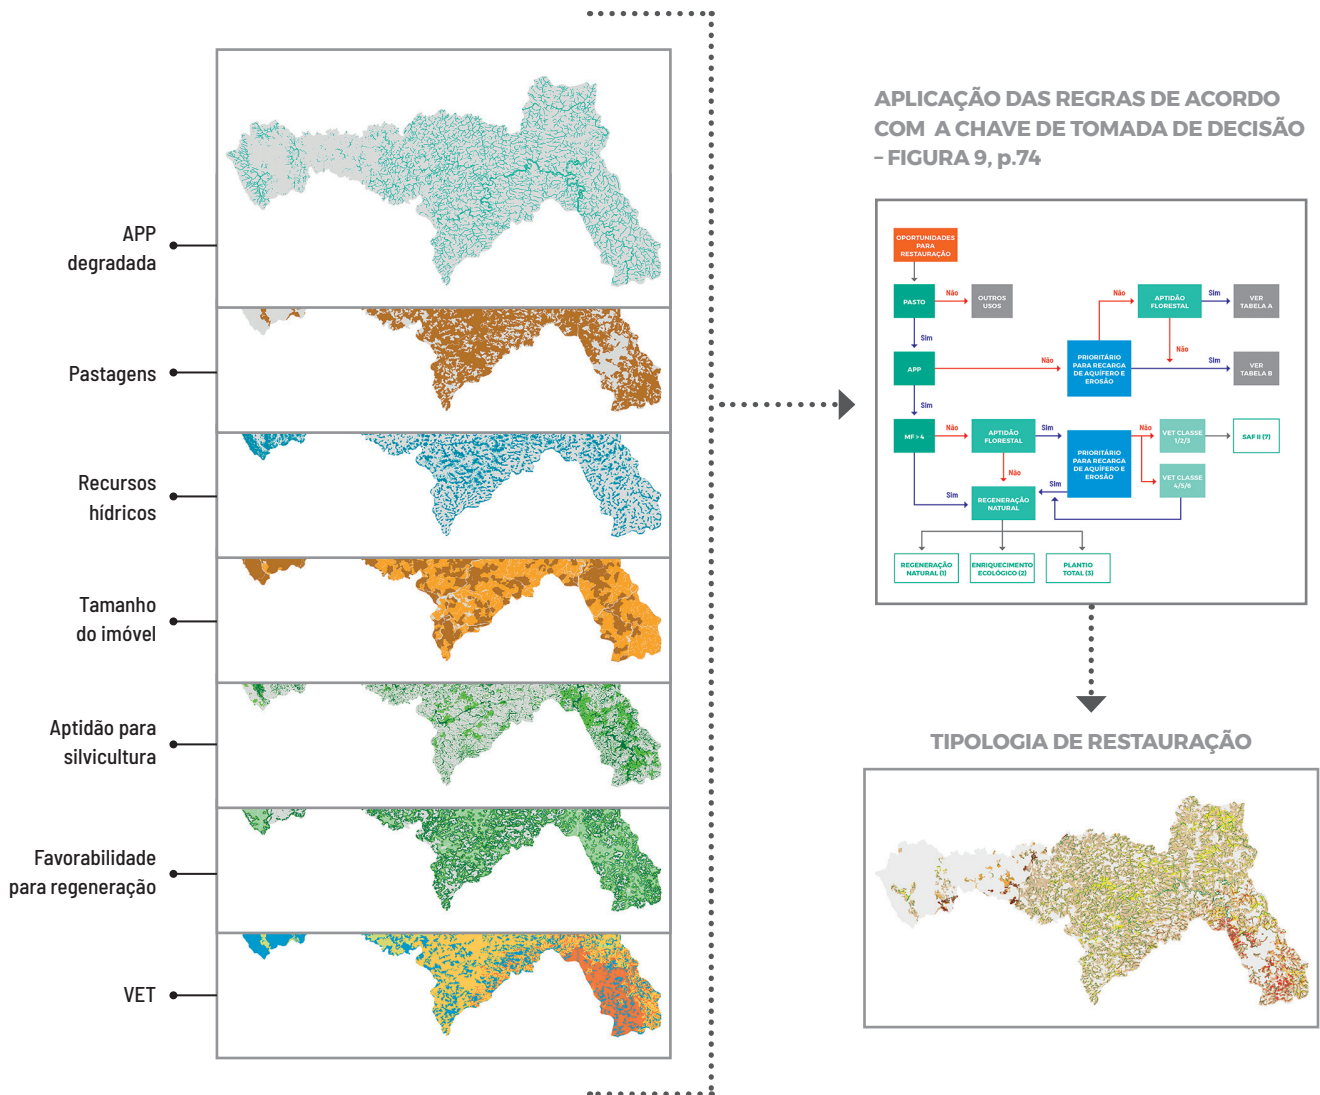 APP
degradada
Pastagens
Recursos
hídricos
Tamanho
do imóvel
Aptidão para
silvicultura
Favorabilidade
para regeneração
VET
APLICAÇÃO DAS REGRAS DE ACORDO
COM A CHAVE DE TOMADA DE DECISÃO
– FIGURA 9, p.74
OPORTUNIDADES
PARA
RESTAURAÇÃO
PASTO
Não
OUTROS
USOS
Não
APTIDÃO
FLORESTAL
Sim
VER
TABELA A
Sim
APP
Não
PRIORITÁRIO
PARA RECARGA
DE AQUÍFERO E
EROSÃO
Não
Sim
VER
TABELA B
Sim
MF > 4
Não
APTIDÃO
FLORESTAL
Sim
PRIORITÁRIO
PARA RECARGA
DE AQUÍFERO E
EROSÃO
Não
VET CLASSE
1/2/3
SAF II (7)
Não
Sim
VET CLASSE
4/5/6
Sim
REGENERAÇÃO
NATURAL
REGENERAÇÃO
NATURAL (1)
ENRIQUECIMENTO
ECOLÓGICO (2)
PLANTIO
TOTAL (3)
TIPOLOGIA DE RESTAURAÇÃO